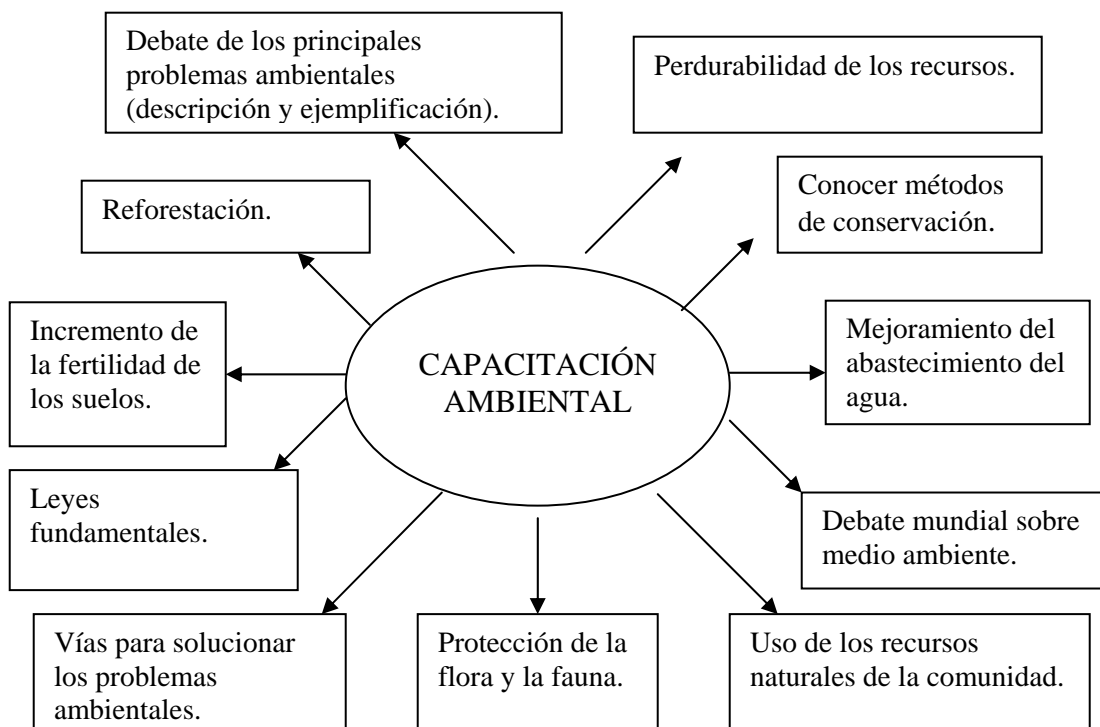 Debate de los principales
problemas ambientales
(descripción y ejemplificación).
Perdurabilidad de los recursos.
Reforestación.
Conocer métodos
de conservación.
Incremento de
la fertilidad de
los suelos.
CAPACITACIÓN
AMBIENTAL
Mejoramiento del
abastecimiento del
agua.
Leyes
fundamentales.
Debate mundial sobre
medio ambiente.
Vías para solucionar
los problemas
ambientales.
Protección de la
flora y la fauna.
Uso de los recursos
naturales de la comunidad.